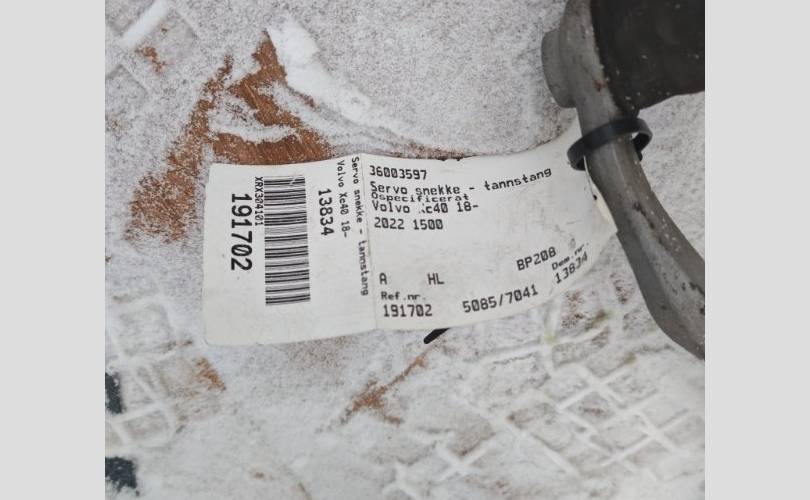 36003597
Servo snekke - tannstang
Ospecificerat
Volvo xc40 18-
2022 1500
BP208
A HL
Dem.nr.
Ref.nr.
191702 5085/7041 13834
Servo snekke - tannstang
Volvo Xc40 18-
13834
XRX304101
191702